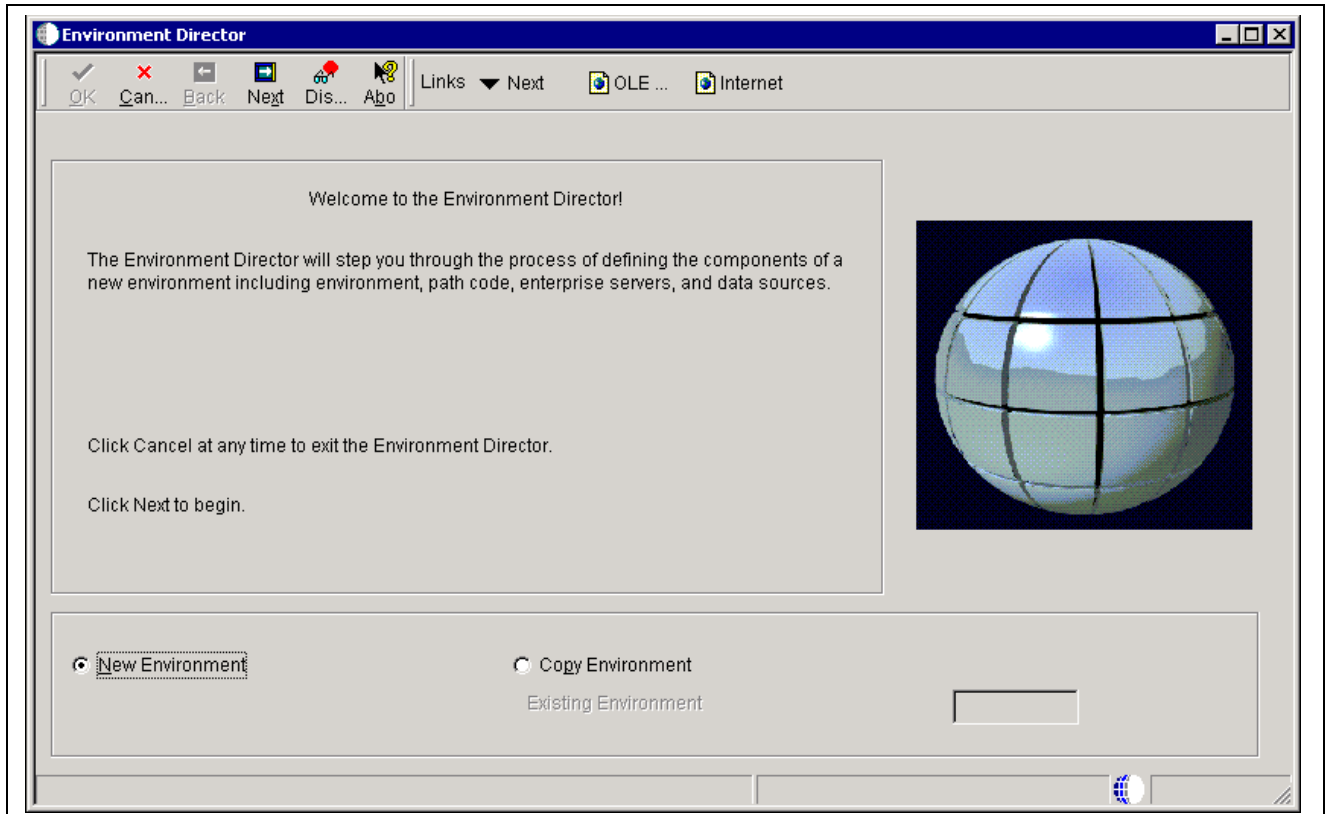 Environment Director
OK Can... Back Next Dis... Abo Links Next OLE ... Internet
Welcome to the Environment Director!
The Environment Director will step you through the process of defining the components of a
new environment including environment, path code, enterprise servers, and data sources.
Click Cancel at any time to exit the Environment Director.
Click Next to begin.
New Environment Copy Environment
Existing Environment